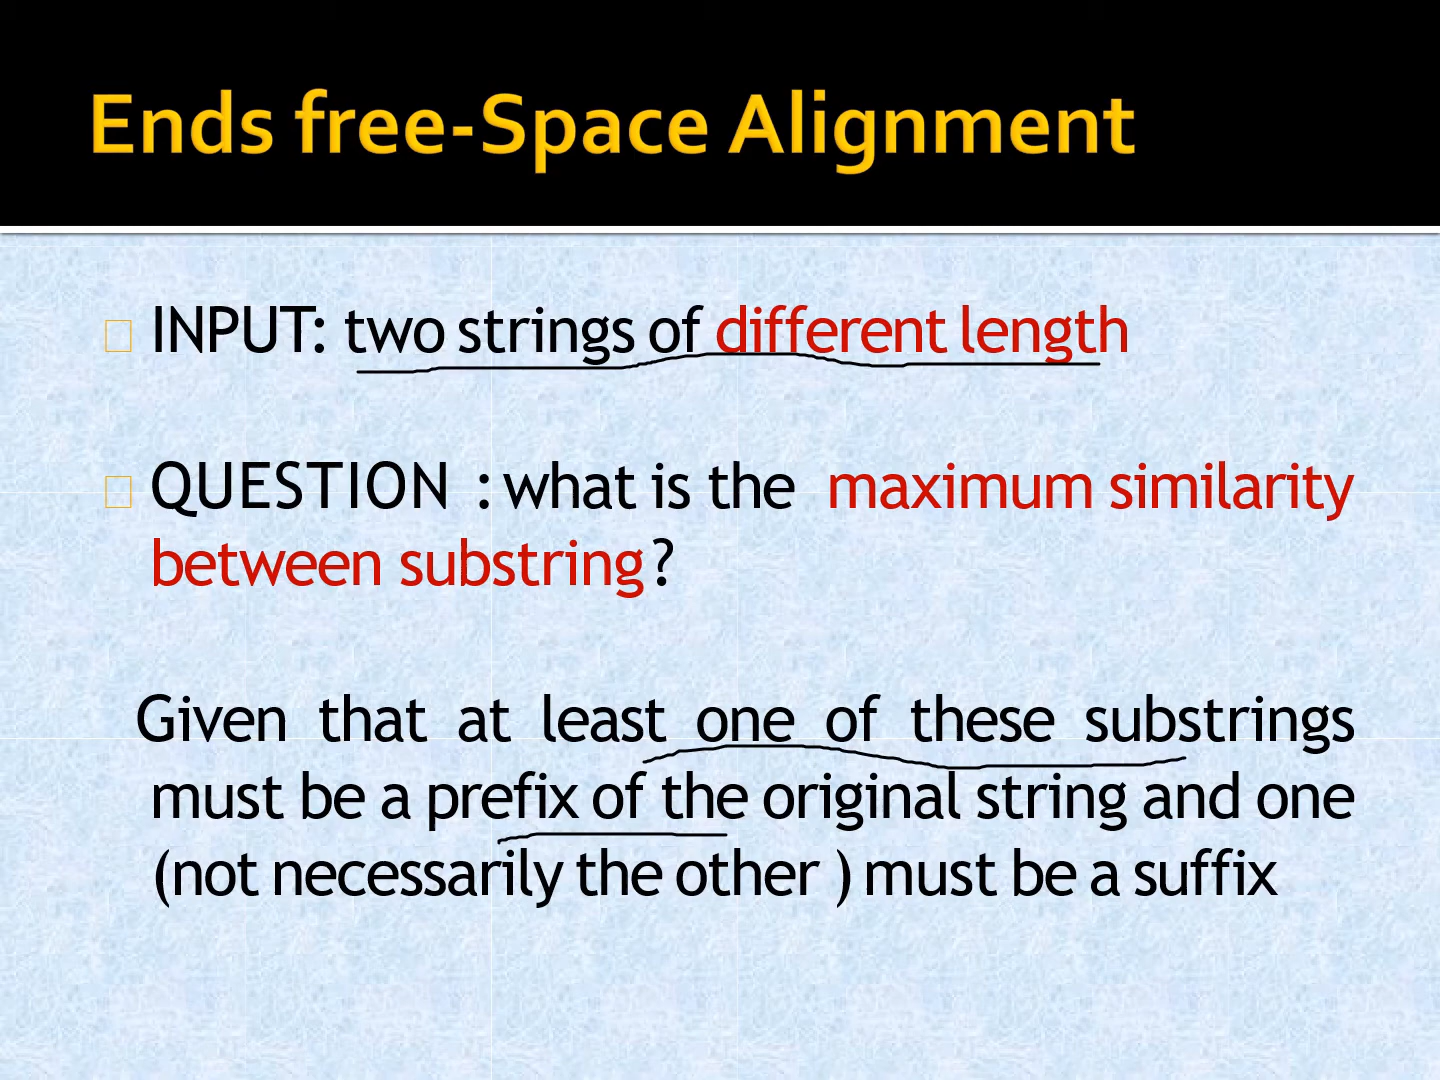 Ends free-Space Alignment
INPUT: two strings of different length
QUESTION : what is the maximum similarity
between substring?
Given that at least one of these substrings
must be a prefix of the original string and one
(not necessarily the other ) must be a suffix